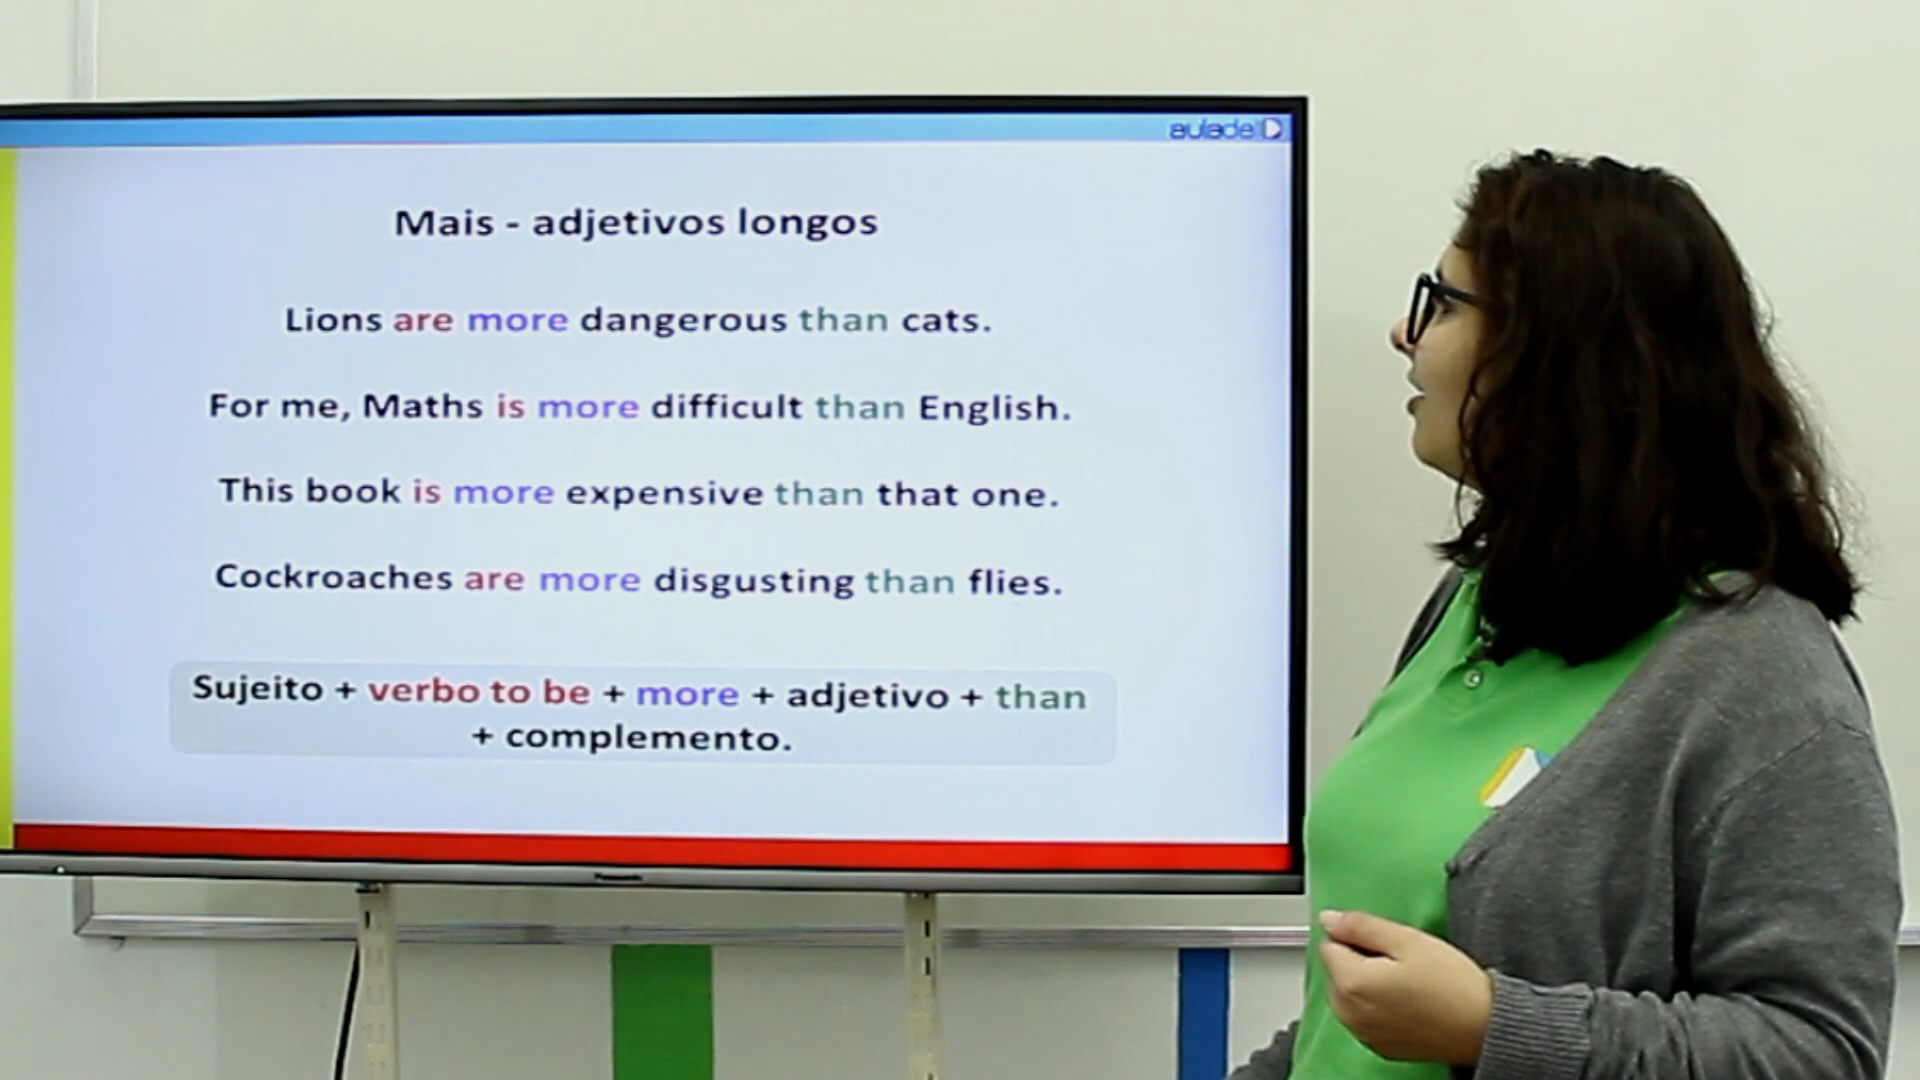 auladeD
Mais - adjetivos longos
Lions are more dangerous than cats.
For me, Maths is more difficult than English.
This book is more expensive than that one.
Cockroaches are more disgusting than flies.
Sujeito + verbo to be + more + adjetivo + than
+ complemento.
Panasonic